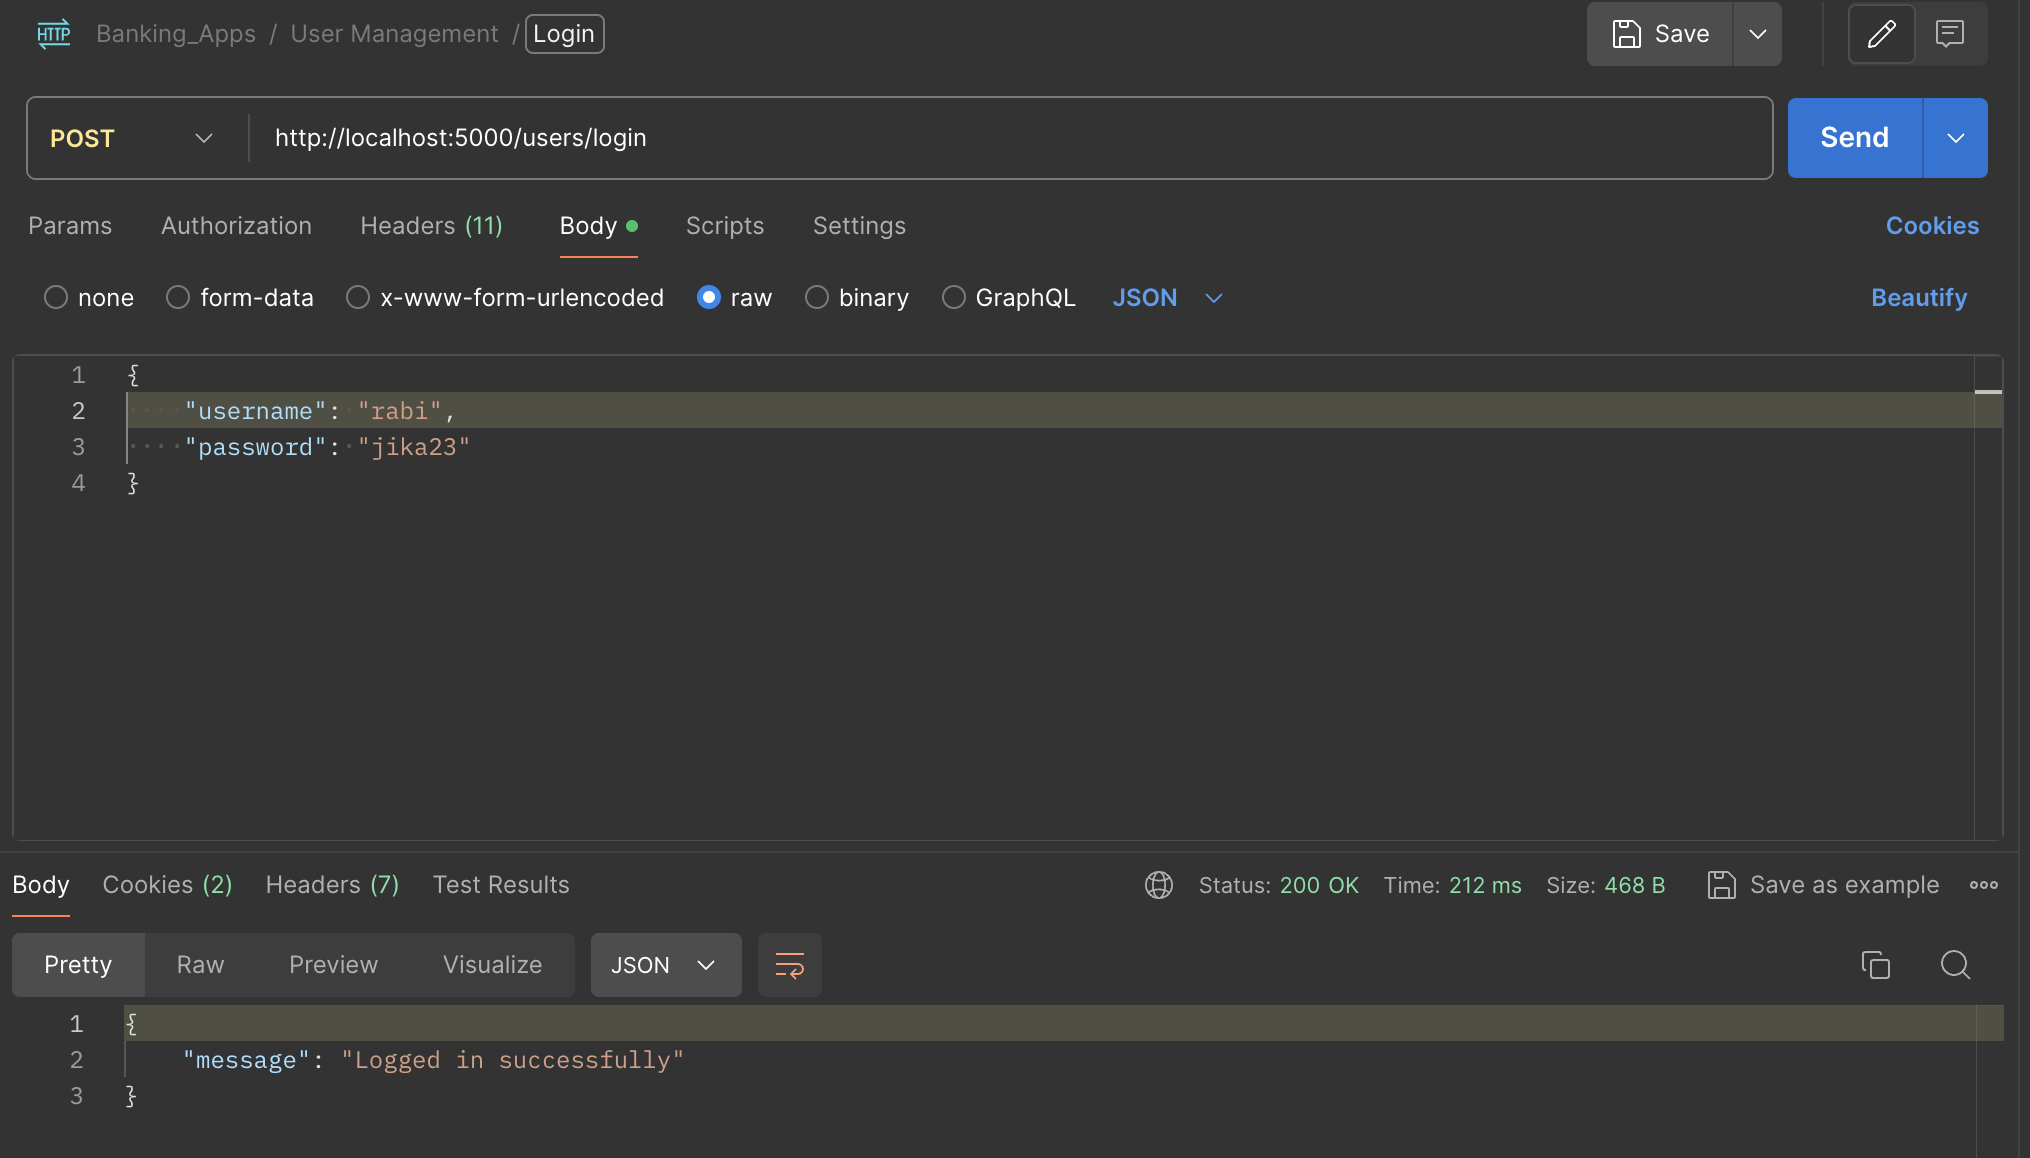 HTTP Banking_Apps / User Management / Login Save
POST http://localhost:5000/users/login Send
Params Authorization Headers (11) Body Scripts Settings Cookies
none form-data x-www-form-urlencoded raw binary GraphQL JSON Beautify
1 {
2 "username": "rabi",
3 "password": "jika23"
4 }
Body Cookies (2) Headers (7) Test Results Status: 200 OK Time: 212 ms Size: 468 B Save as example
Pretty Raw Preview Visualize JSON
1 {
2 "message": "Logged in successfully"
3 }